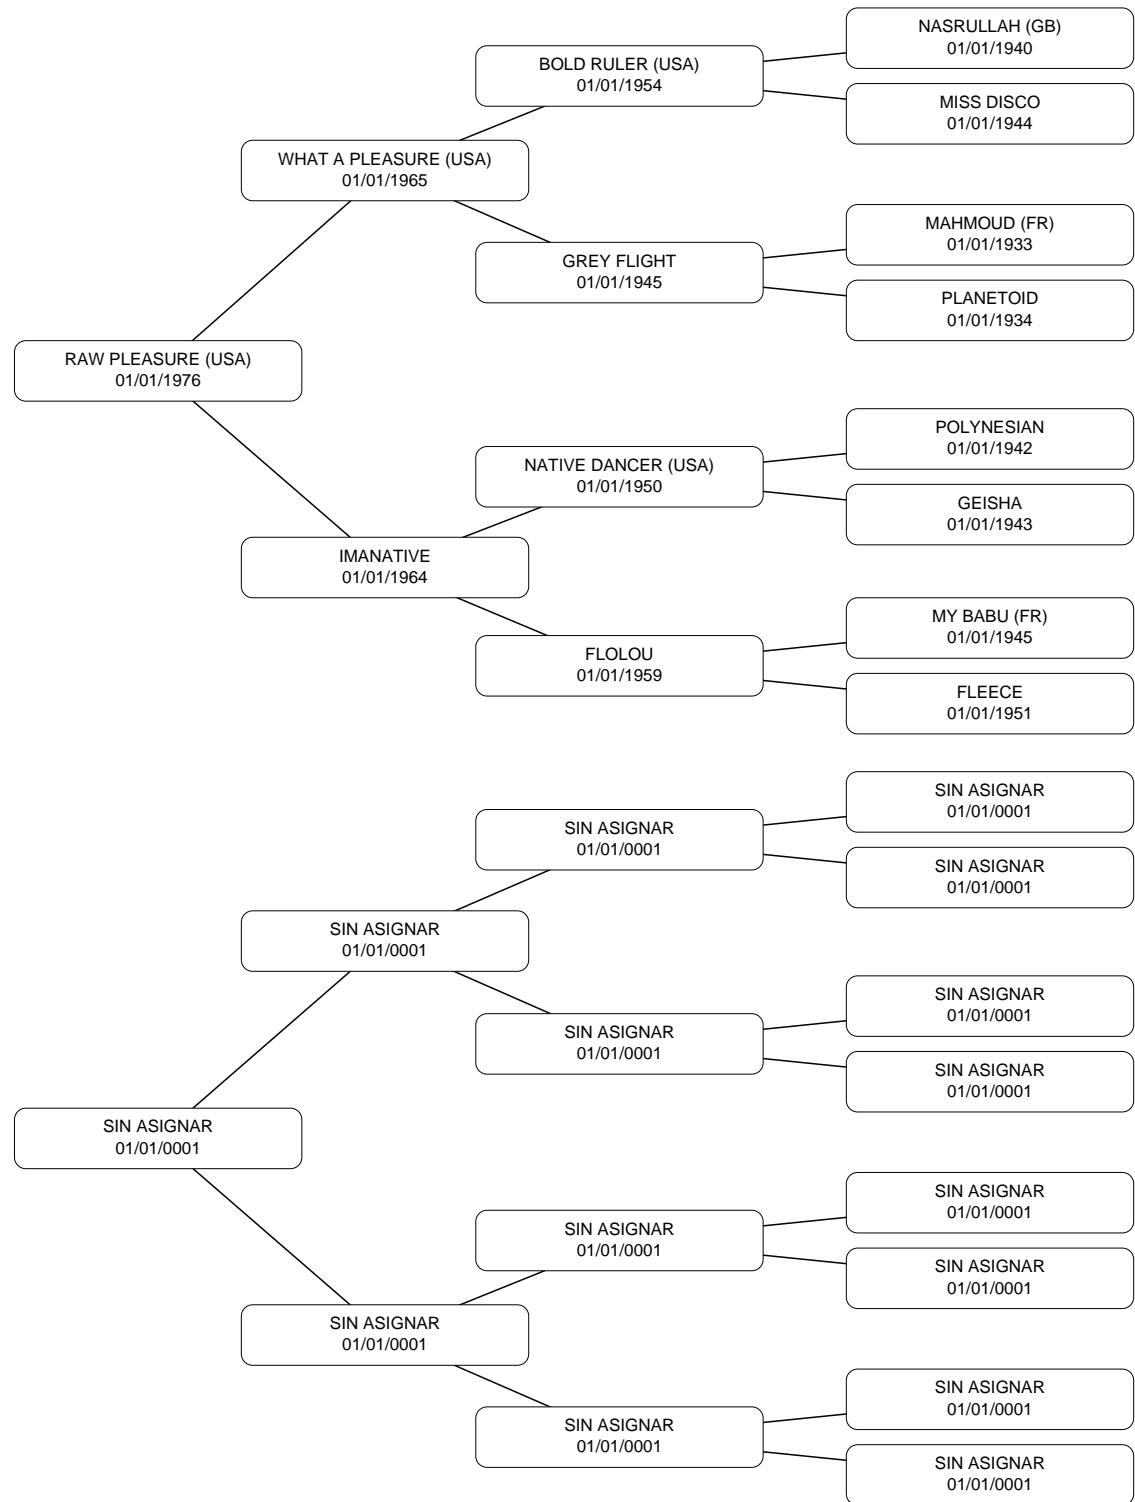 NASRULLAH (GB)
01/01/1940
BOLD RULER (USA)
01/01/1954
MISS DISCO
01/01/1944
WHAT A PLEASURE (USA)
01/01/1965
MAHMOUD (FR)
01/01/1933
GREY FLIGHT
01/01/1945
PLANETOID
01/01/1934
RAW PLEASURE (USA)
01/01/1976
POLYNESIAN
01/01/1942
NATIVE DANCER (USA)
01/01/1950
GEISHA
01/01/1943
IMANATIVE
01/01/1964
MY BABU (FR)
01/01/1945
FLOLOU
01/01/1959
FLEECE
01/01/1951
SIN ASIGNAR
01/01/0001
SIN ASIGNAR
01/01/0001
SIN ASIGNAR
01/01/0001
SIN ASIGNAR
01/01/0001
SIN ASIGNAR
01/01/0001
SIN ASIGNAR
01/01/0001
SIN ASIGNAR
01/01/0001
SIN ASIGNAR
01/01/0001
SIN ASIGNAR
01/01/0001
SIN ASIGNAR
01/01/0001
SIN ASIGNAR
01/01/0001
SIN ASIGNAR
01/01/0001
SIN ASIGNAR
01/01/0001
SIN ASIGNAR
01/01/0001
SIN ASIGNAR
01/01/0001